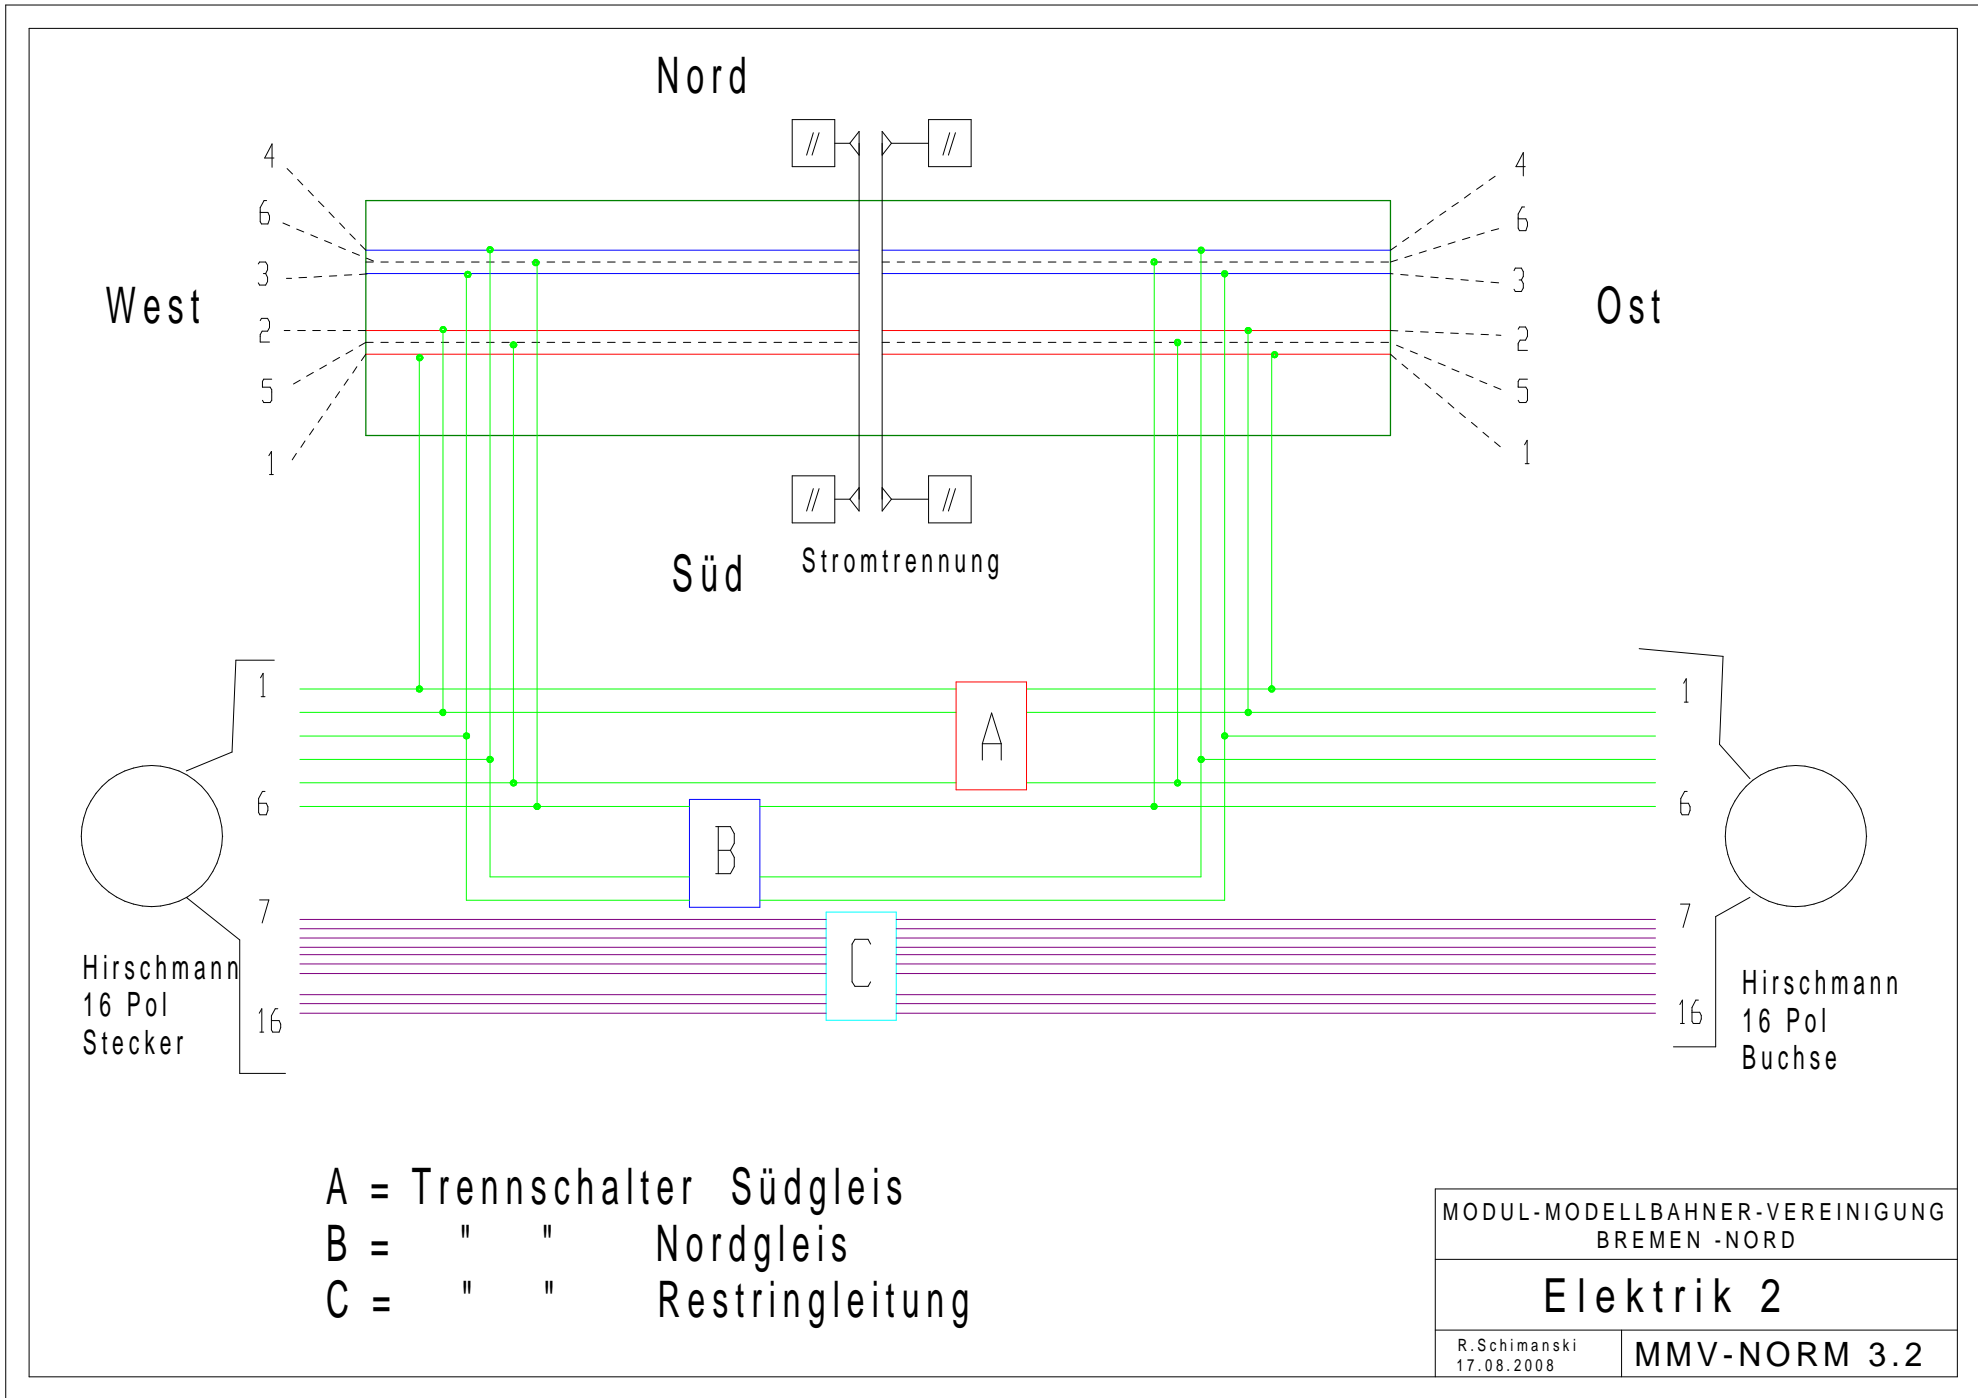 Nord
4
6
3
West
2
5
1
4
6
3
Ost
2
5
1
//
//
//
//
Süd
Stromtrennung
1
6
7
16
A
B
C
1
6
7
16
Hirschmann
16 Pol
Stecker
Hirschmann
16 Pol
Buchse
A = Trennschalter Südgleis
B = " " Nordgleis
C = " " Restringleitung
MODUL-MODELLBAHNER-VEREINIGUNG
BREMEN -NORD
Elektrik 2
R.Schimanski
17.08.2008
MMV-NORM 3.2